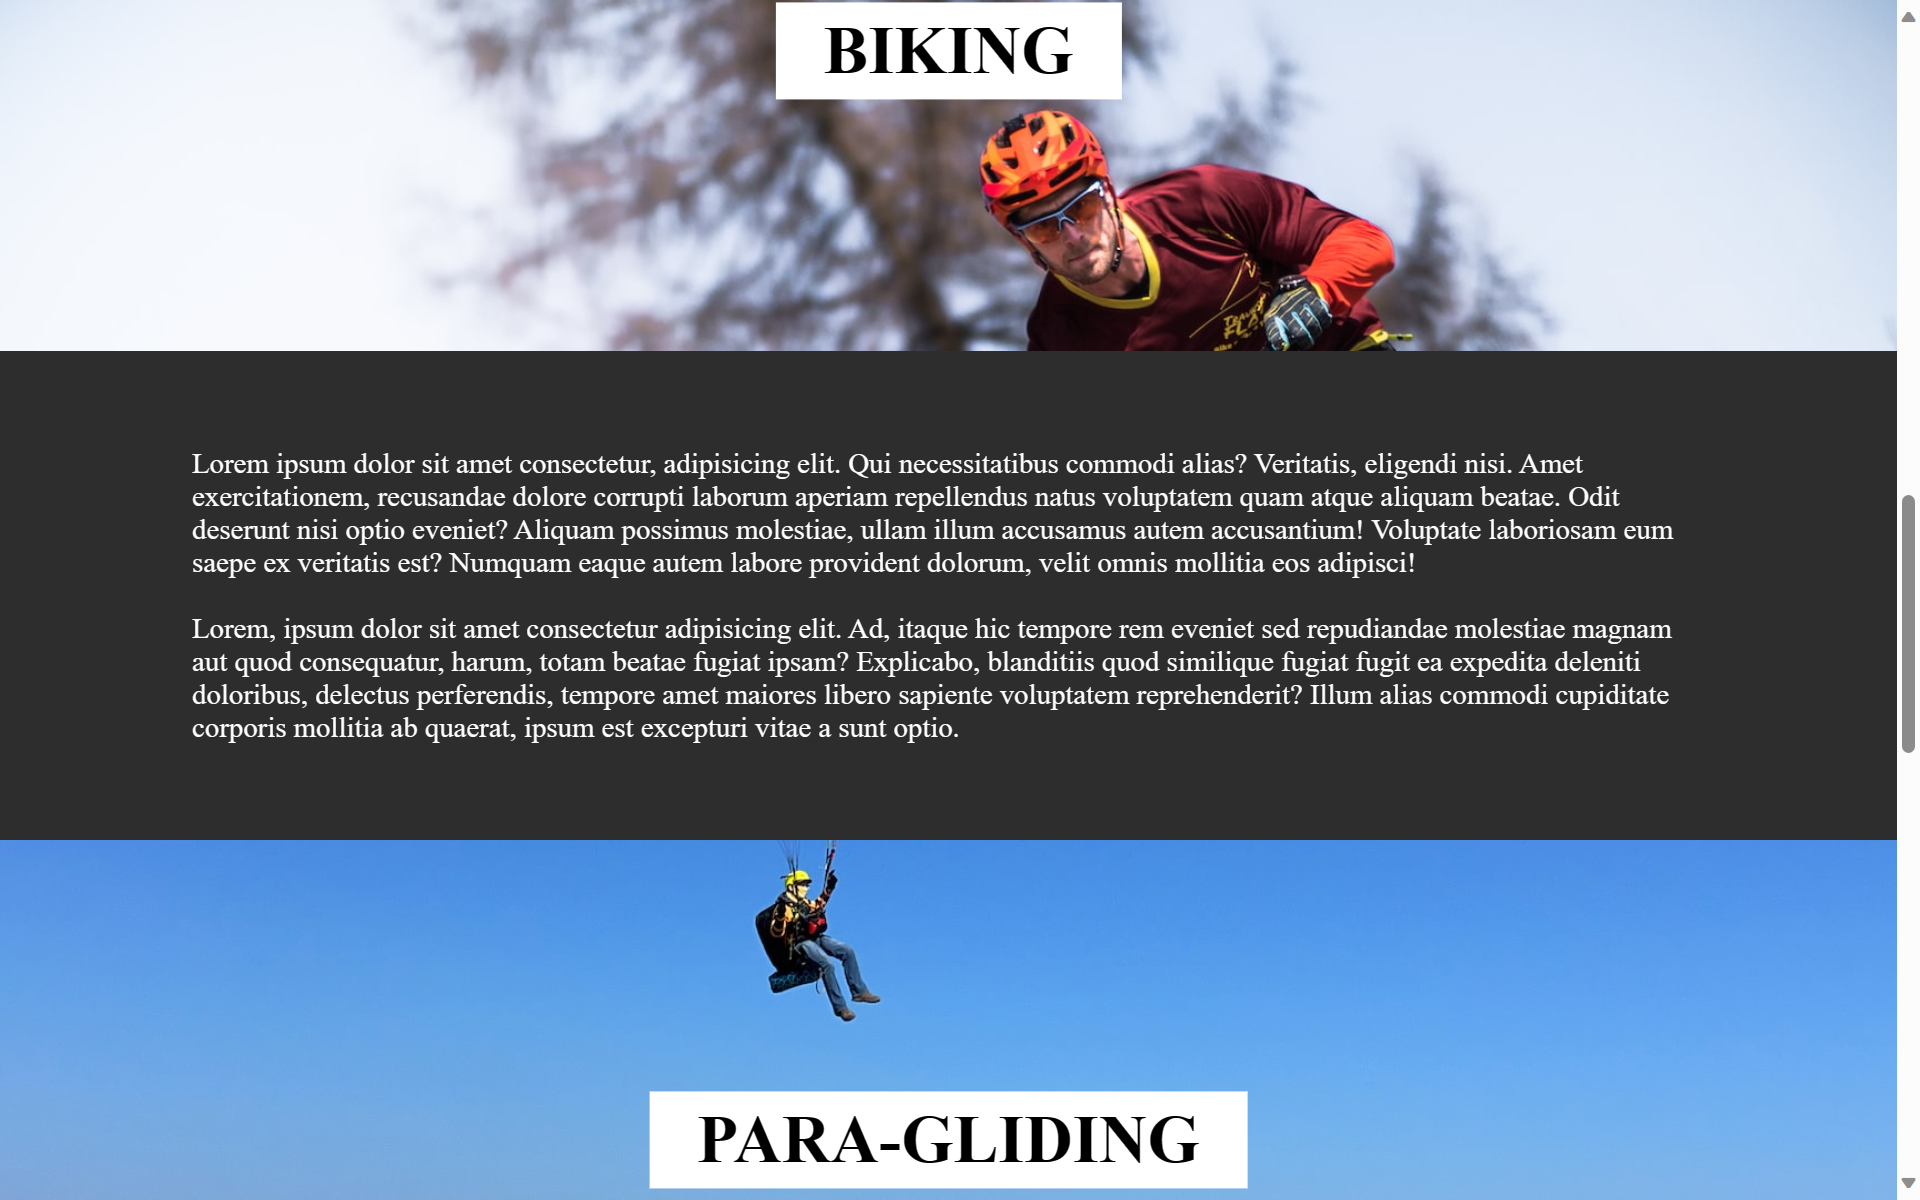 BIKING
Lorem ipsum dolor sit amet consectetur, adipisicing elit. Qui necessitatibus commodi alias? Veritatis, eligendi nisi. Amet
exercitationem, recusandae dolore corrupti laborum aperiam repellendus natus voluptatem quam atque aliquam beatae. Odit
deserunt nisi optio eveniet? Aliquam possimus molestiae, ullam illum accusamus autem accusantium! Voluptate laboriosam eum
saepe ex veritatis est? Numquam eaque autem labore provident dolorum, velit omnis mollitia eos adipisci!
Lorem, ipsum dolor sit amet consectetur adipisicing elit. Ad, itaque hic tempore rem eveniet sed repudiandae molestiae magnam
aut quod consequatur, harum, totam beatae fugiat ipsam? Explicabo, blanditiis quod similique fugiat fugit ea expedita deleniti
doloribus, delectus perferendis, tempore amet maiores libero sapiente voluptatem reprehenderit? Illum alias commodi cupiditate
corporis mollitia ab quaerat, ipsum est excepturi vitae a sunt optio.
PARA-GLIDING